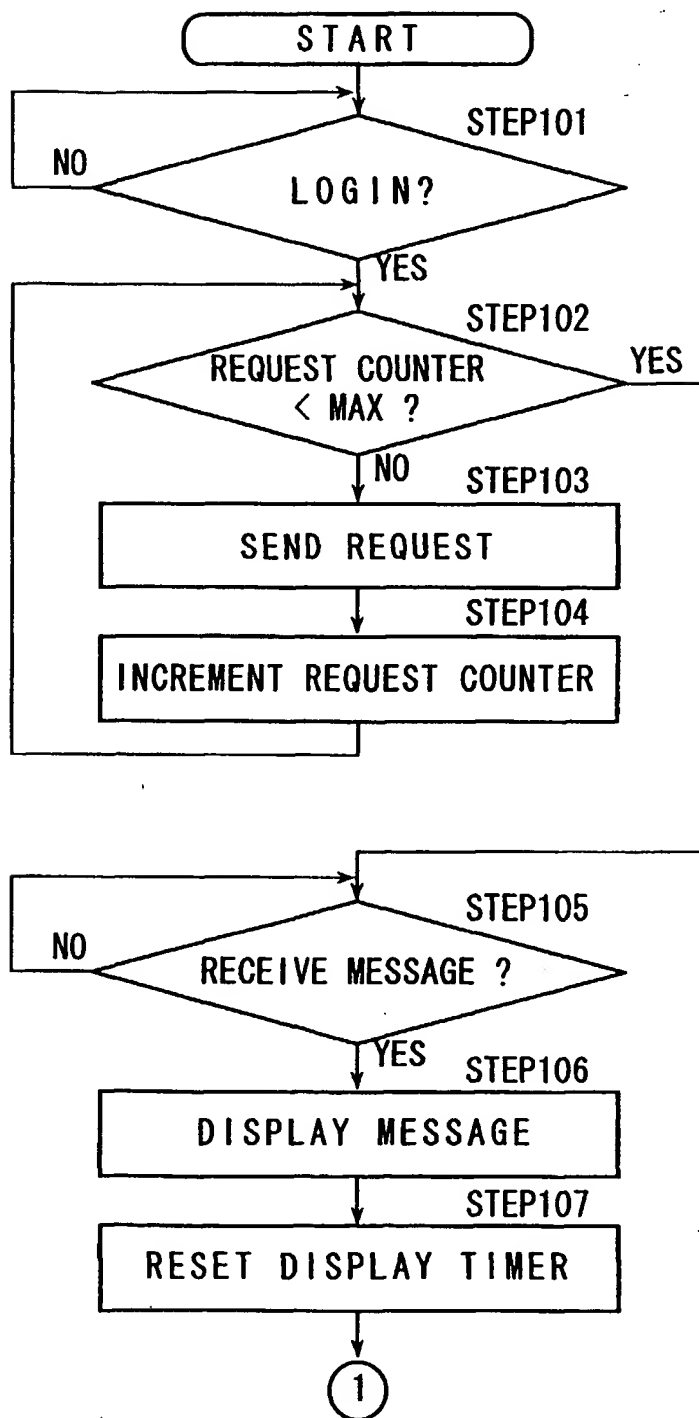 START
STEP101
NO
LOGIN?
YES
STEP102
REQUEST COUNTER
< MAX ?
YES
NO
STEP103
SEND REQUEST
STEP104
INCREMENT REQUEST COUNTER
STEP105
NO
RECEIVE MESSAGE ?
YES
STEP106
DISPLAY MESSAGE
STEP107
RESET DISPLAY TIMER
1